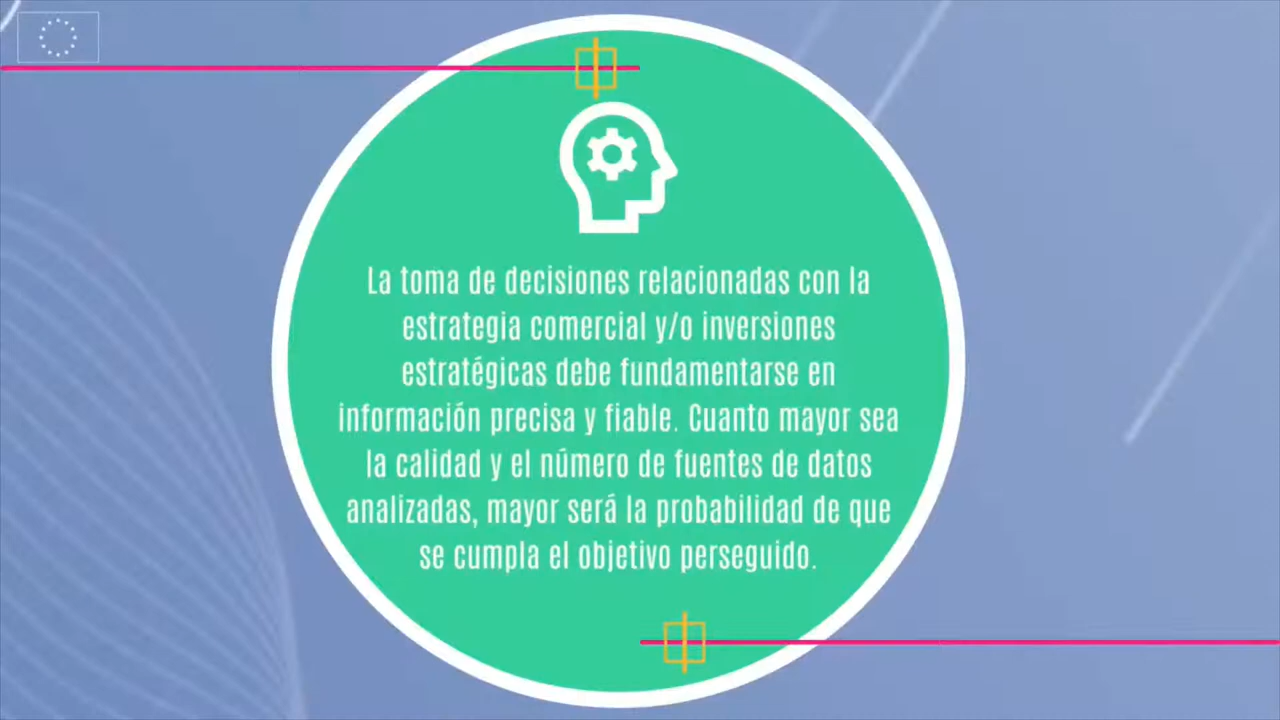 La toma de decisiones relacionadas con la
estrategia comercial y/o inversiones
estratégicas debe fundamentarse en
información precisa y fiable. Cuanto mayor sea
la calidad y el número de fuentes de datos
analizadas, mayor será la probabilidad de que
se cumpla el objetivo perseguido.